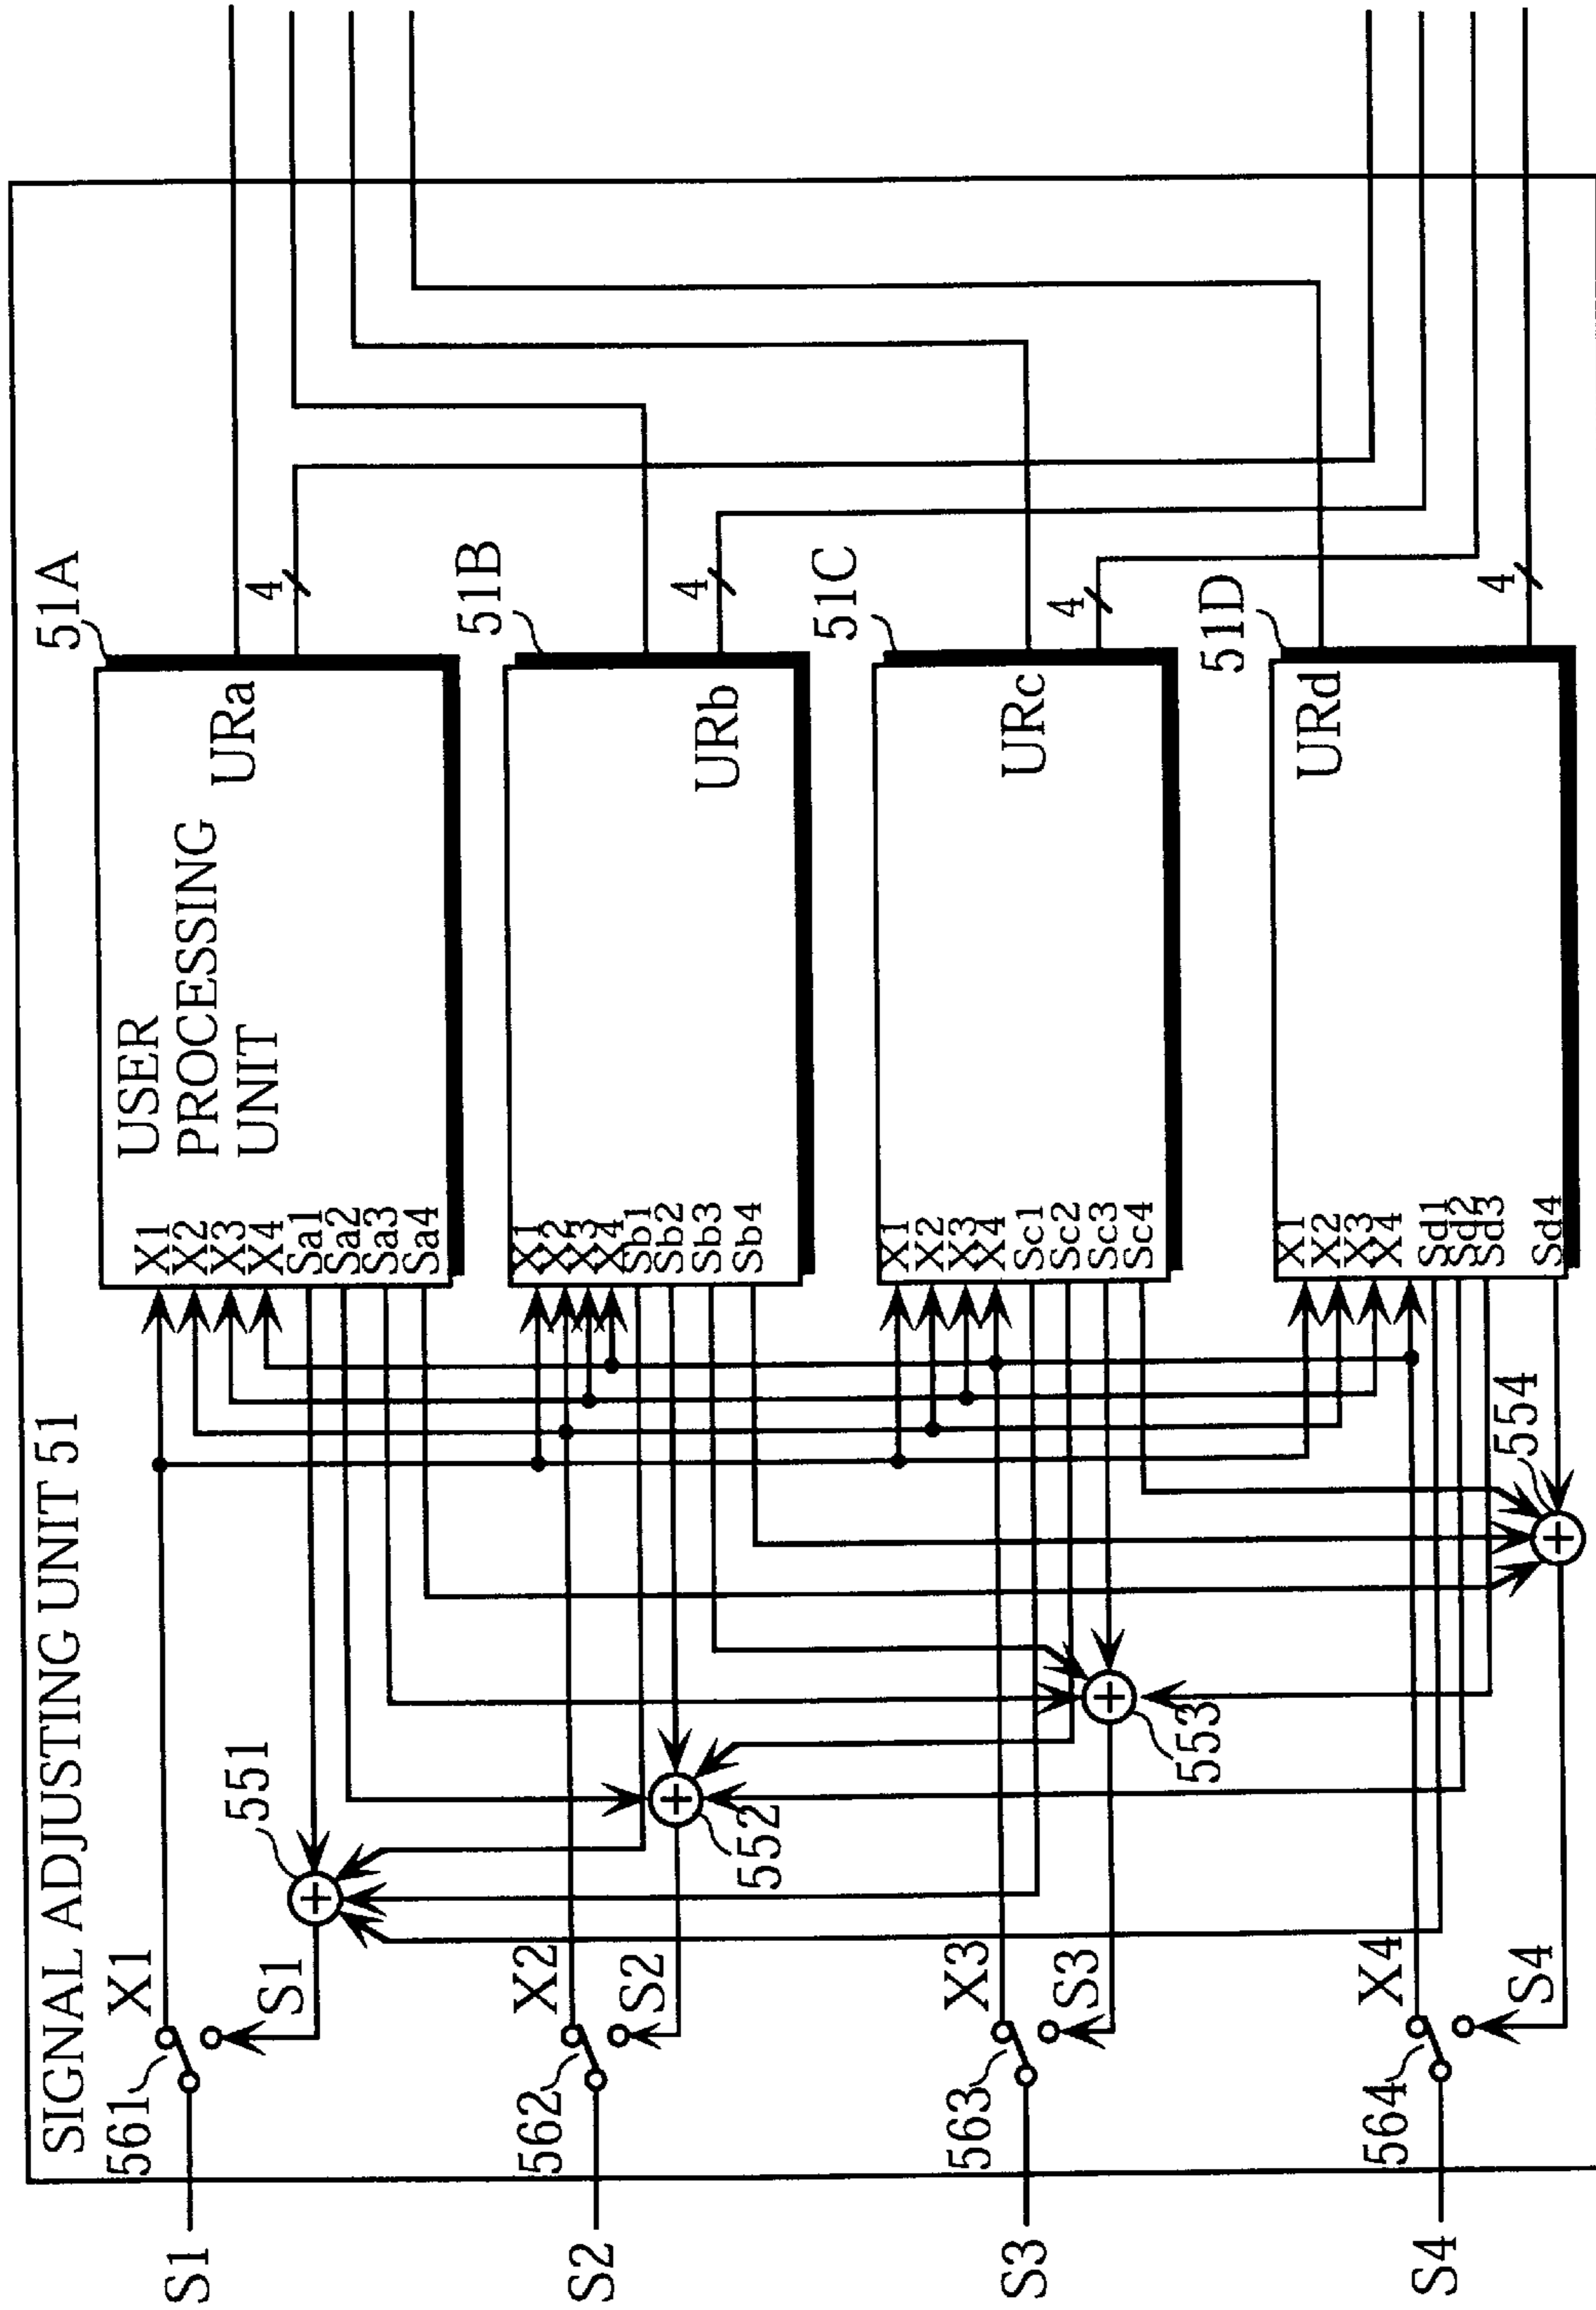 SIGNAL ADJUSTING UNIT 51
S1
561
X1
S1
551
S2
562
X2
S2
552
S3
563
X3
S3
553
S4
564
X4
S4
554
51A
USER
PROCESSING
UNIT
X1
X2
X3
X4
Sa1
Sa2
Sa3
Sa4
URa
4
51B
X1
X2
X3
X4
Sb1
Sb2
Sb3
Sb4
URb
4
51C
X1
X2
X3
X4
Sc1
Sc2
Sc3
Sc4
URc
4
51D
X1
X2
X3
X4
Sd1
Sd2
Sd3
Sd4
URd
4